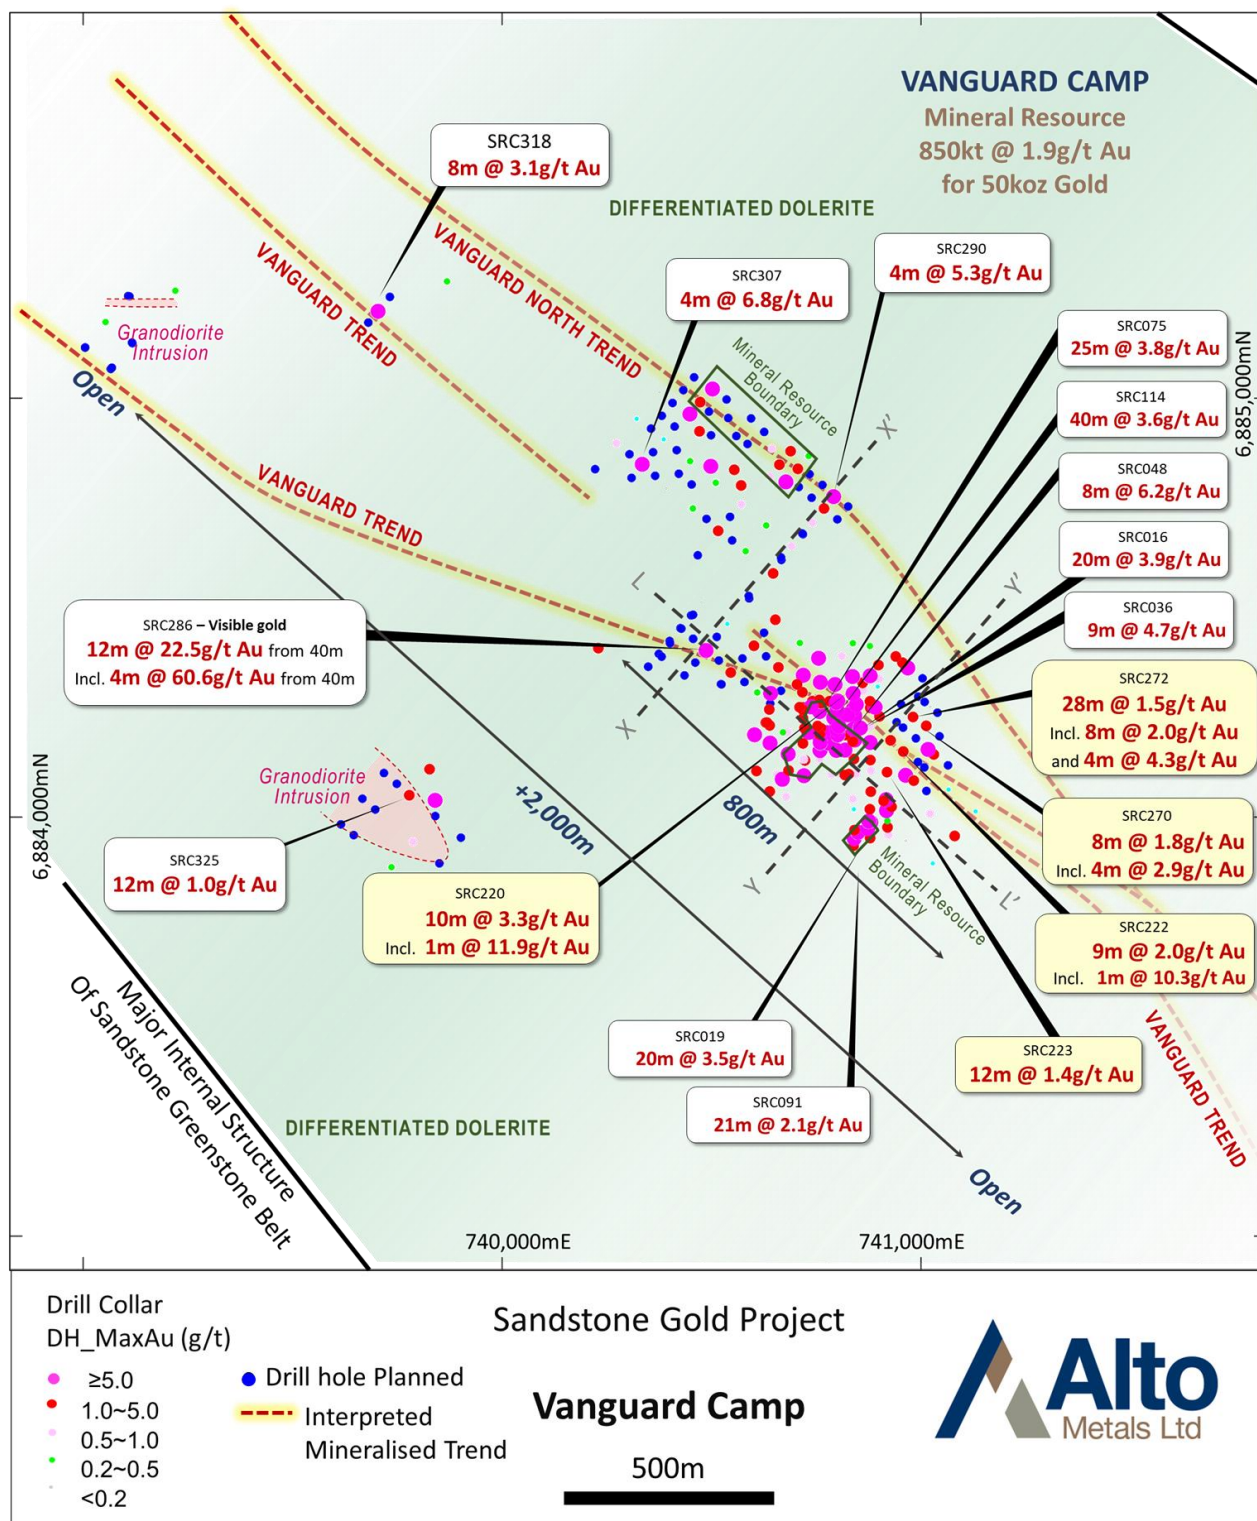 VANGUARD CAMP
Mineral Resource
850kt @ 1.9g/t Au
for 50koz Gold
SRC318
8m @ 3.1g/t Au
DIFFERENTIATED DOLERITE
VANGUARD NORTH TREND
VANGUARD TREND
SRC290
4m @ 5.3g/t Au
SRC307
4m @ 6.8g/t Au
Granodiorite
Intrusion
Open
Mineral Resource
Boundary
SRC075
25m @ 3.8g/t Au
SRC114
40m @ 3.6g/t Au
SRC048
8m @ 6.2g/t Au
SRC016
20m @ 3.9g/t Au
SRC036
9m @ 4.7g/t Au
6,885,000mN
X'
VANGUARD TREND
L
Y'
SRC286 – Visible gold
12m @ 22.5g/t Au from 40m
Incl. 4m @ 60.6g/t Au from 40m
X
SRC272
28m @ 1.5g/t Au
Incl. 8m @ 2.0g/t Au
and 4m @ 4.3g/t Au
6,884,000mN
Granodiorite
Intrusion
+2,000m
800m
SRC270
8m @ 1.8g/t Au
Incl. 4m @ 2.9g/t Au
SRC325
12m @ 1.0g/t Au
SRC220
10m @ 3.3g/t Au
Incl. 1m @ 11.9g/t Au
Y
Mineral Resource
Boundary
L'
SRC222
9m @ 2.0g/t Au
Incl. 1m @ 10.3g/t Au
Major Internal Structure
Of Sandstone Greenstone Belt
SRC019
20m @ 3.5g/t Au
SRC223
12m @ 1.4g/t Au
SRC091
21m @ 2.1g/t Au
VANGUARD TREND
DIFFERENTIATED DOLERITE
Open
740,000mE
741,000mE
Drill Collar
DH_MaxAu (g/t)
≥5.0
1.0~5.0
0.5~1.0
0.2~0.5
<0.2
Drill hole Planned
Interpreted
Mineralised Trend
Sandstone Gold Project
Vanguard Camp
500m
Alto
Metals Ltd